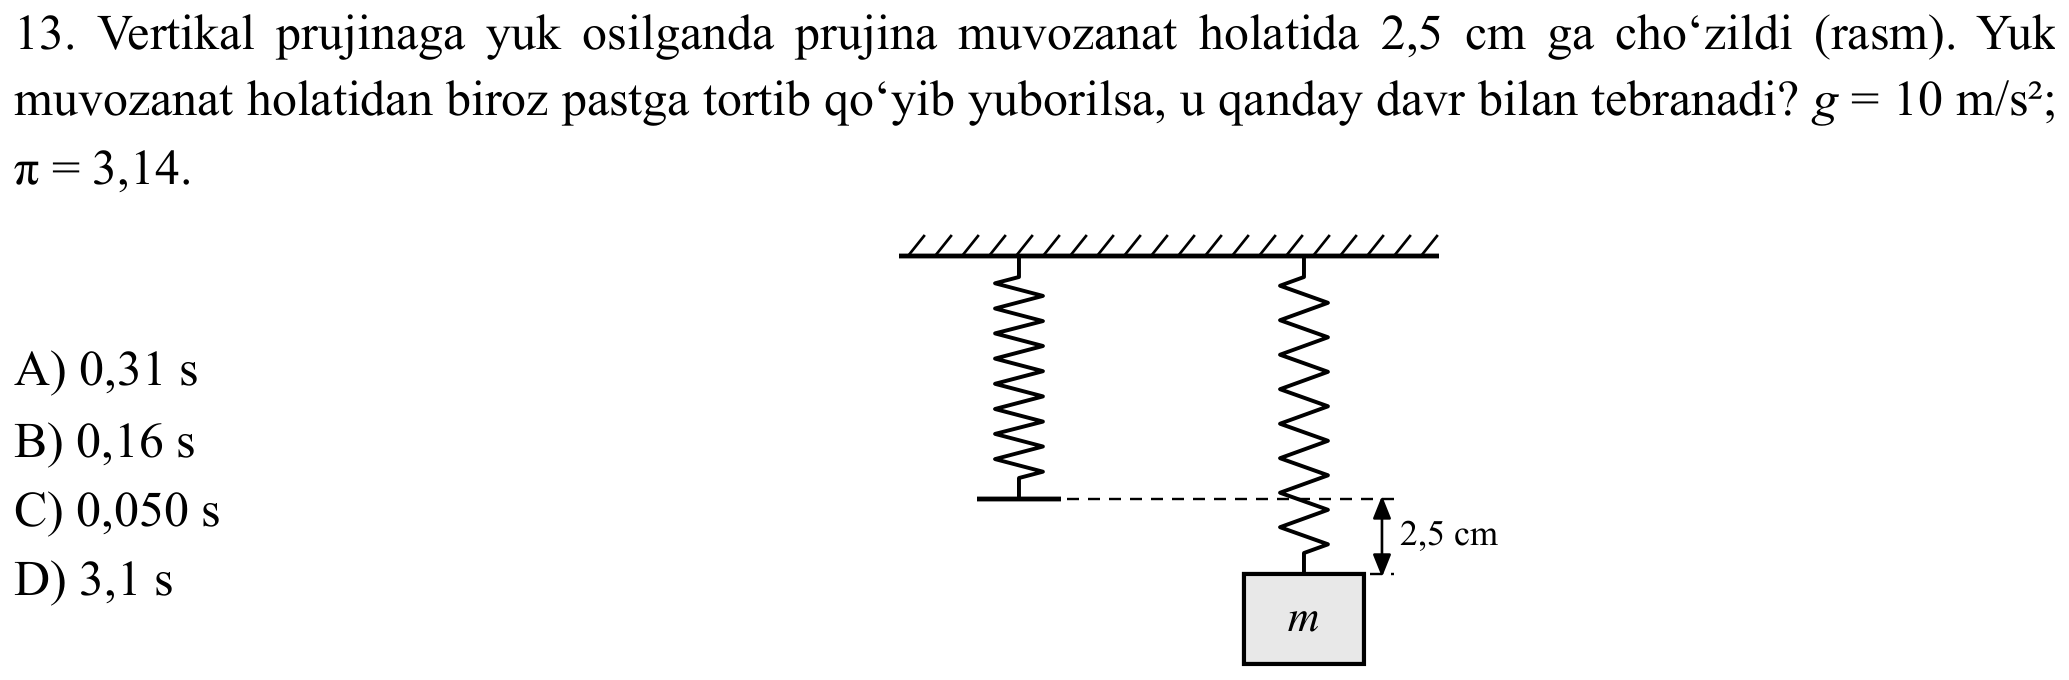 13. Vertikal prujinaga yuk osilganda prujina muvozanat holatida 2,5 cm ga cho‘zildi (rasm). Yuk
muvozanat holatidan biroz pastga tortib qo‘yib yuborilsa, u qanday davr bilan tebranadi? g = 10 m/s²;
π = 3,14.
A) 0,31 s
B) 0,16 s
C) 0,050 s
D) 3,1 s
2,5 cm
m